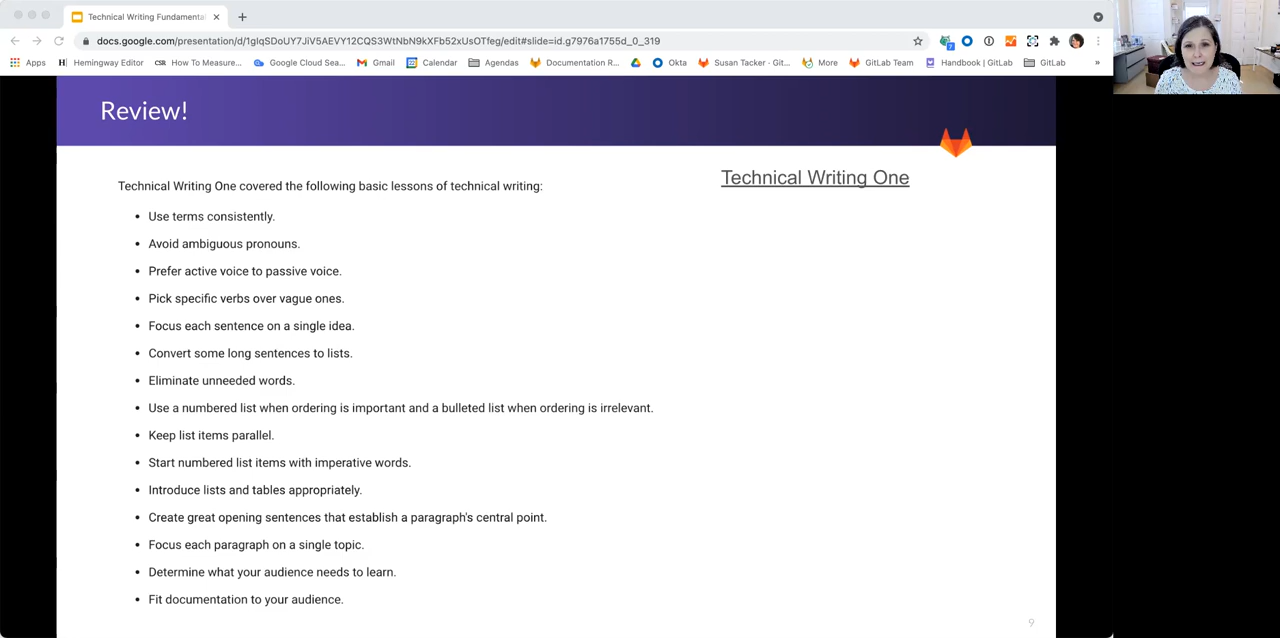 Technical Writing Fundamental
docs.google.com/presentation/d/1gIqSDoUY7JiV5AEVY12CQS3WtNbN9kXFb52xUsOTfeg/edit#slide=id.g7976a1755d_0_319
Apps Hemingway Editor CSR How To Measure... Google Cloud Sea... Gmail Calendar Agendas Documentation R... Okta Susan Tacker · Git... More GitLab Team Handbook | GitLab GitLab »
Review!
Technical Writing One
Technical Writing One covered the following basic lessons of technical writing:
• Use terms consistently.
• Avoid ambiguous pronouns.
• Prefer active voice to passive voice.
• Pick specific verbs over vague ones.
• Focus each sentence on a single idea.
• Convert some long sentences to lists.
• Eliminate unneeded words.
• Use a numbered list when ordering is important and a bulleted list when ordering is irrelevant.
• Keep list items parallel.
• Start numbered list items with imperative words.
• Introduce lists and tables appropriately.
• Create great opening sentences that establish a paragraph's central point.
• Focus each paragraph on a single topic.
• Determine what your audience needs to learn.
• Fit documentation to your audience.
9